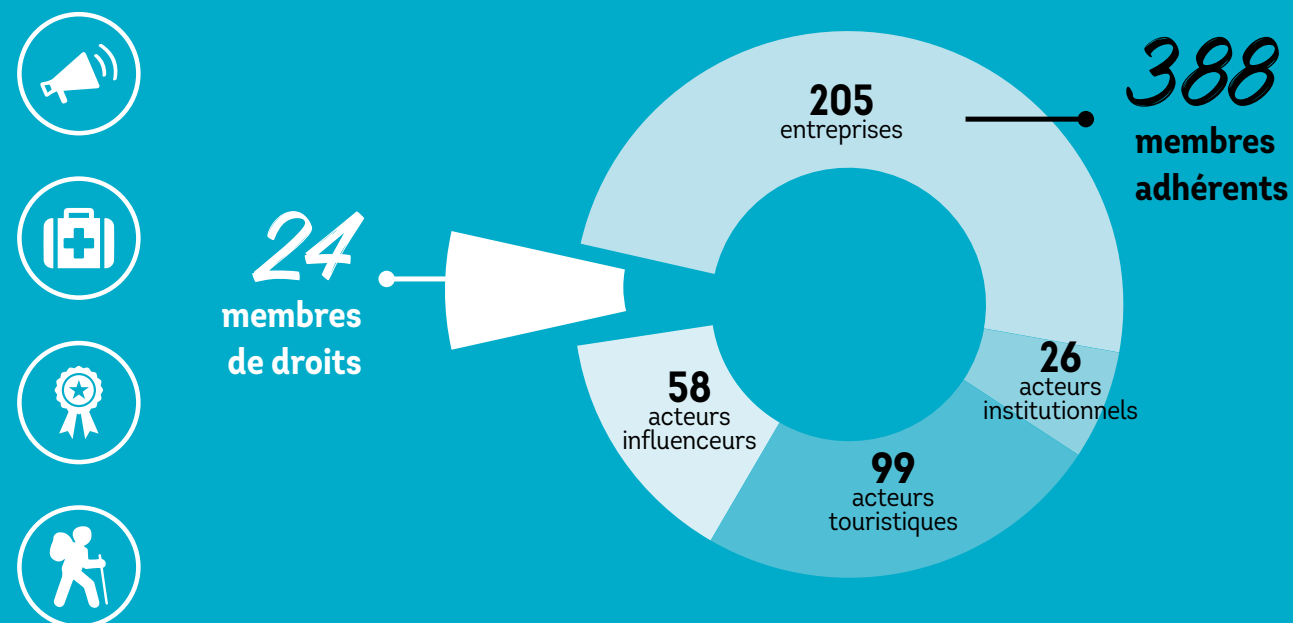 388
membres
adhérents
205
entreprises
24
membres
de droits
26
acteurs
institutionnels
58
acteurs
influenceurs
99
acteurs
touristiques